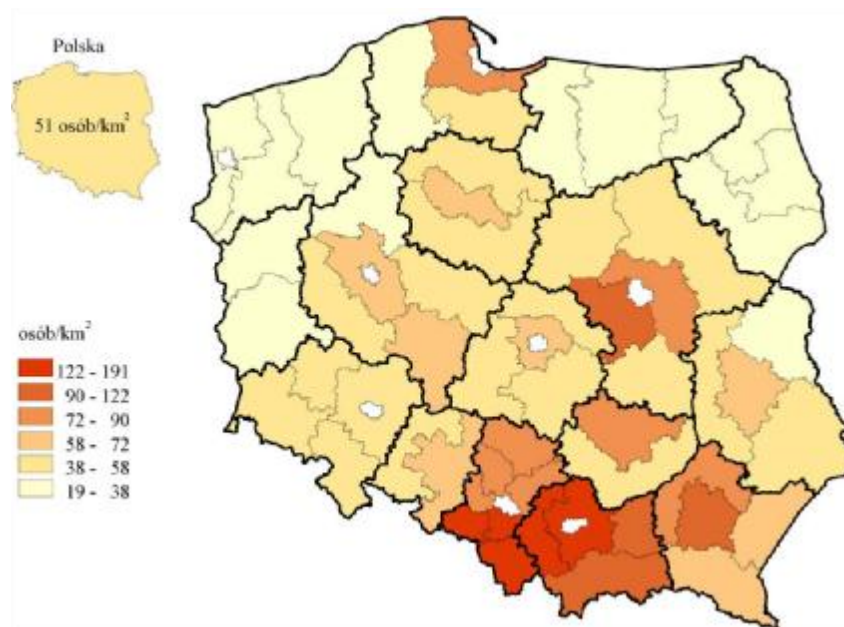 Polska
51 osób/km²
osób/km²
122 - 191
90 - 122
72 - 90
58 - 72
38 - 58
19 - 38